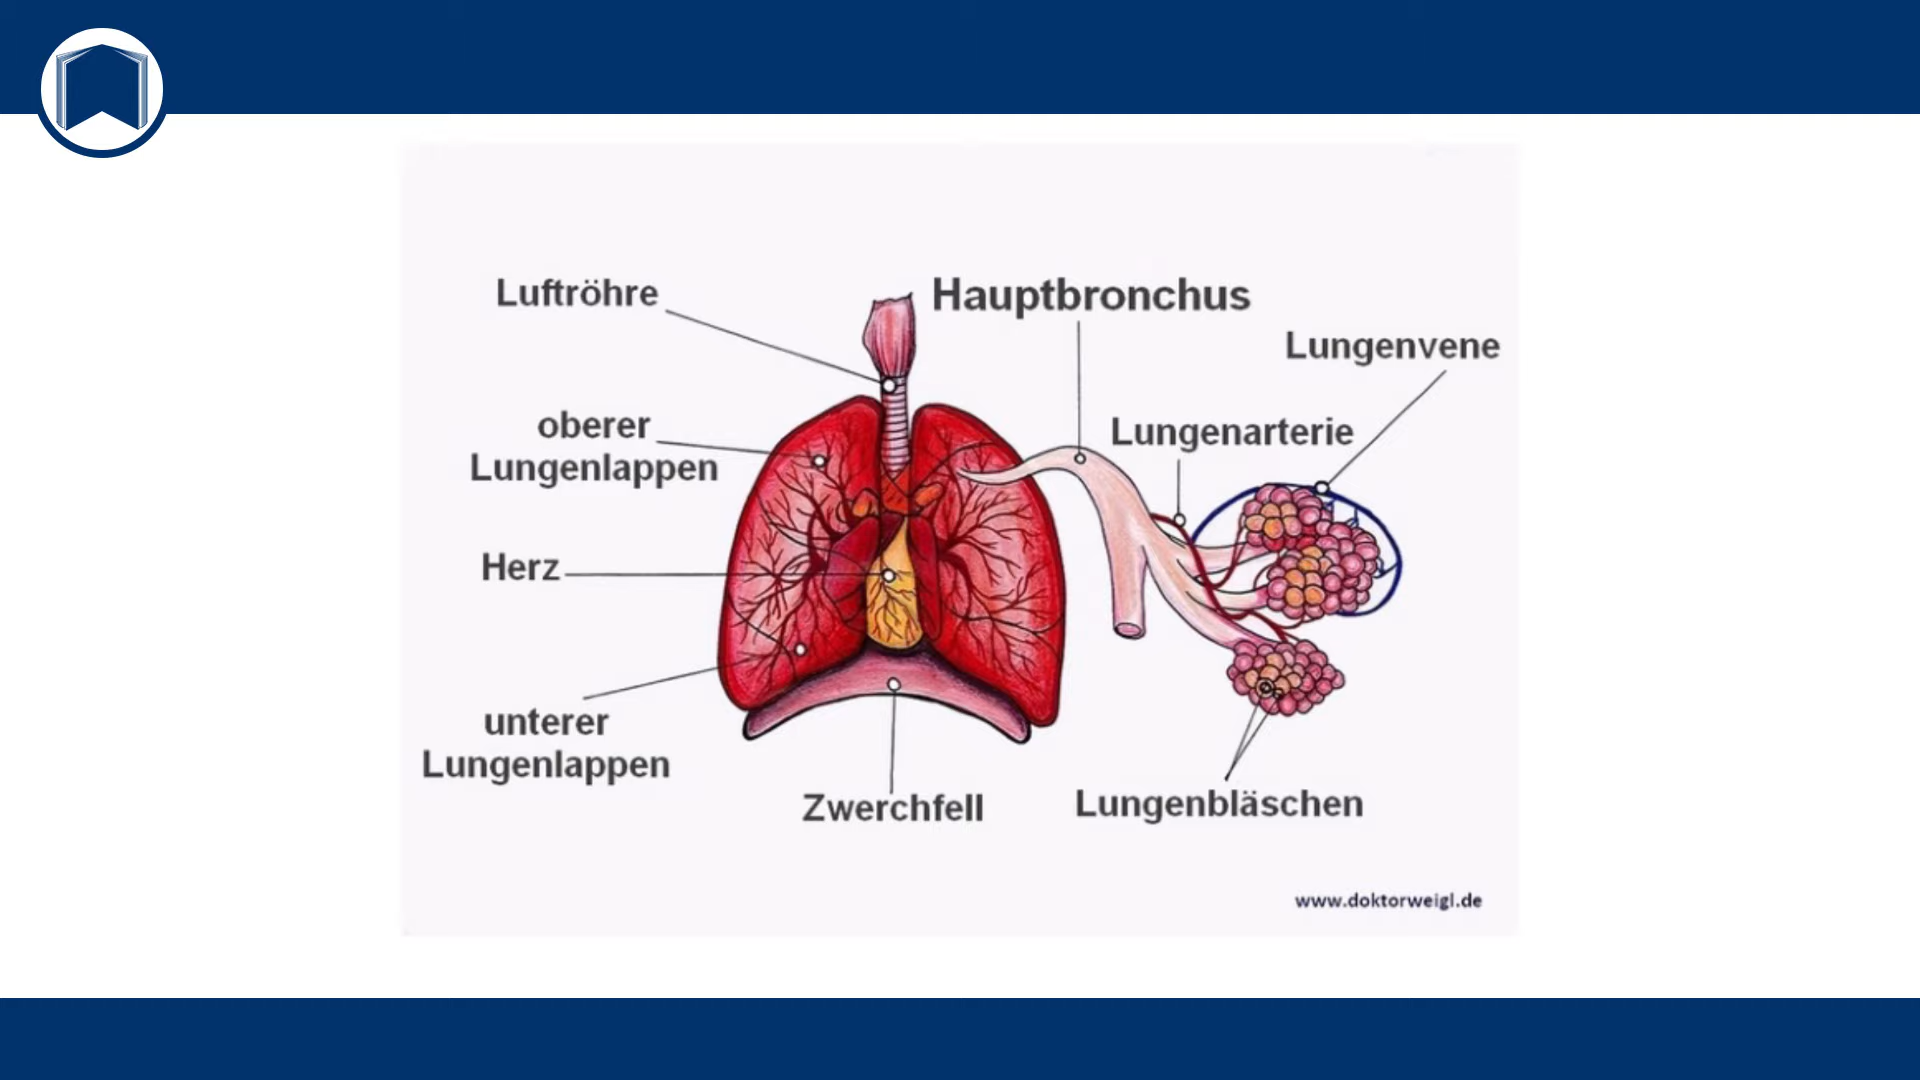 Luftröhre
Hauptbronchus
Lungenvene
oberer
Lungenlappen
Lungenarterie
Herz
unterer
Lungenlappen
Zwerchfell
Lungenbläschen
www.doktorweigl.de